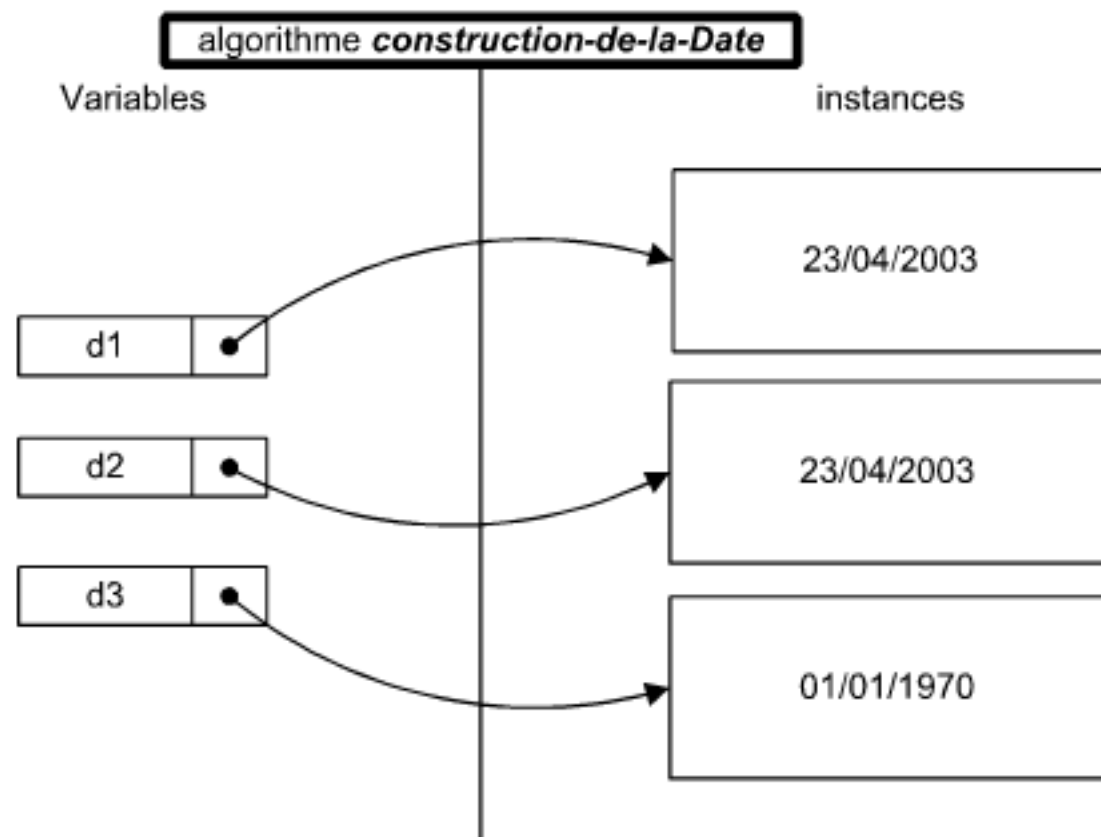 algorithme construction-de-la-Date
Variables
instances
23/04/2003
d1
d2
23/04/2003
d3
01/01/1970